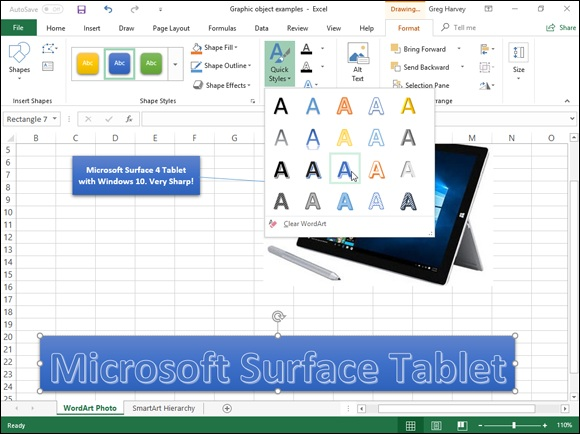 AutoSave Off
Graphic object examples - Excel
Drawing...
Greg Harvey
File Home Insert Draw Page L Formulas Data Review View Developer Help Format Tell me Share
Shapes
Abc Abc Abc
Shape Fill
Shape Outline
Shape Effects
Quick Styles
Alt Text
Bring Forward
Send Backward
Selection Pane
Size
Insert Shapes
Shape Styles
rrange
Rectangle 7
fx
A A A A A
A A A A A
A A A A A
A A A A A
Clear WordArt
B C D E F K L M N O
5
6
7
8
9
10
11
12
13
14
15
16
17
18
19
20
21
22
23
24
25
Microsoft Surface 4 Tablet
with Windows 10. Very Sharp!
Microsoft Surface Tablet
WordArt Photo SmartArt Hierarchy
Ready
110%